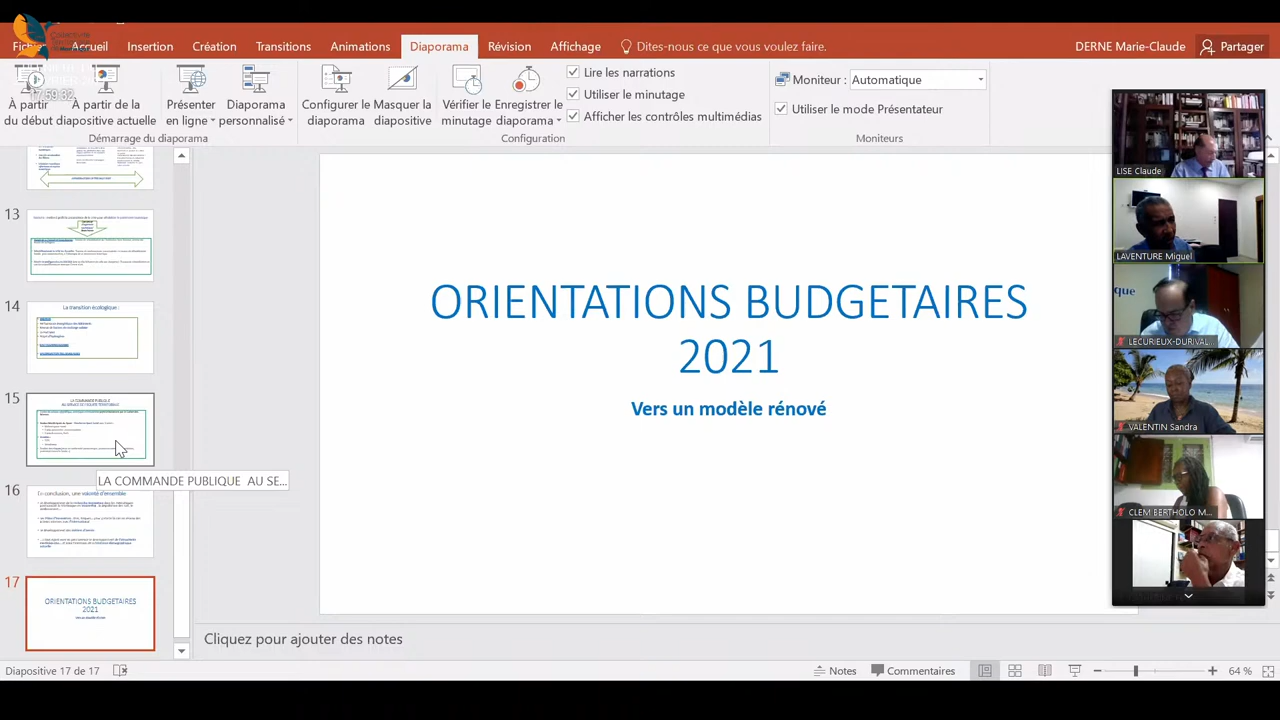 Accueil
Insertion
Création
Transitions
Animations
Diaporama
Révision
Affichage
Dites-nous ce que vous voulez faire.
DERNE Marie-Claude
Partager
17:59:32
À partir
du début
À partir de la
diapositive actuelle
Présenter
en ligne
Diaporama
personnalisé
Configurer le
diaporama
Masquer la
diapositive
Vérifier le
minutage
Enregistrer le
diaporama
Lire les narrations
Utiliser le minutage
Afficher les contrôles multimédias
Moniteur :
Automatique
Utiliser le mode Présentateur
Démarrage du diaporama
Configuration
Moniteurs
13
14
La transition écologique :
15
LA COMMANDE PUBLIQUE
LA COMMANDE PUBLIQUE AU SE...
16
En conclusion, une volonté d'ensemble
17
ORIENTATIONS BUDGETAIRES
2021
ORIENTATIONS BUDGETAIRES
2021
Vers un modèle rénové
LISE Claude
LAVENTURE Miguel
LECURIEUX-DURIVAL...
VALENTIN Sandra
CLEM BERTHOLO M...
Cliquez pour ajouter des notes
Diapositive 17 de 17
Notes
Commentaires
64 %